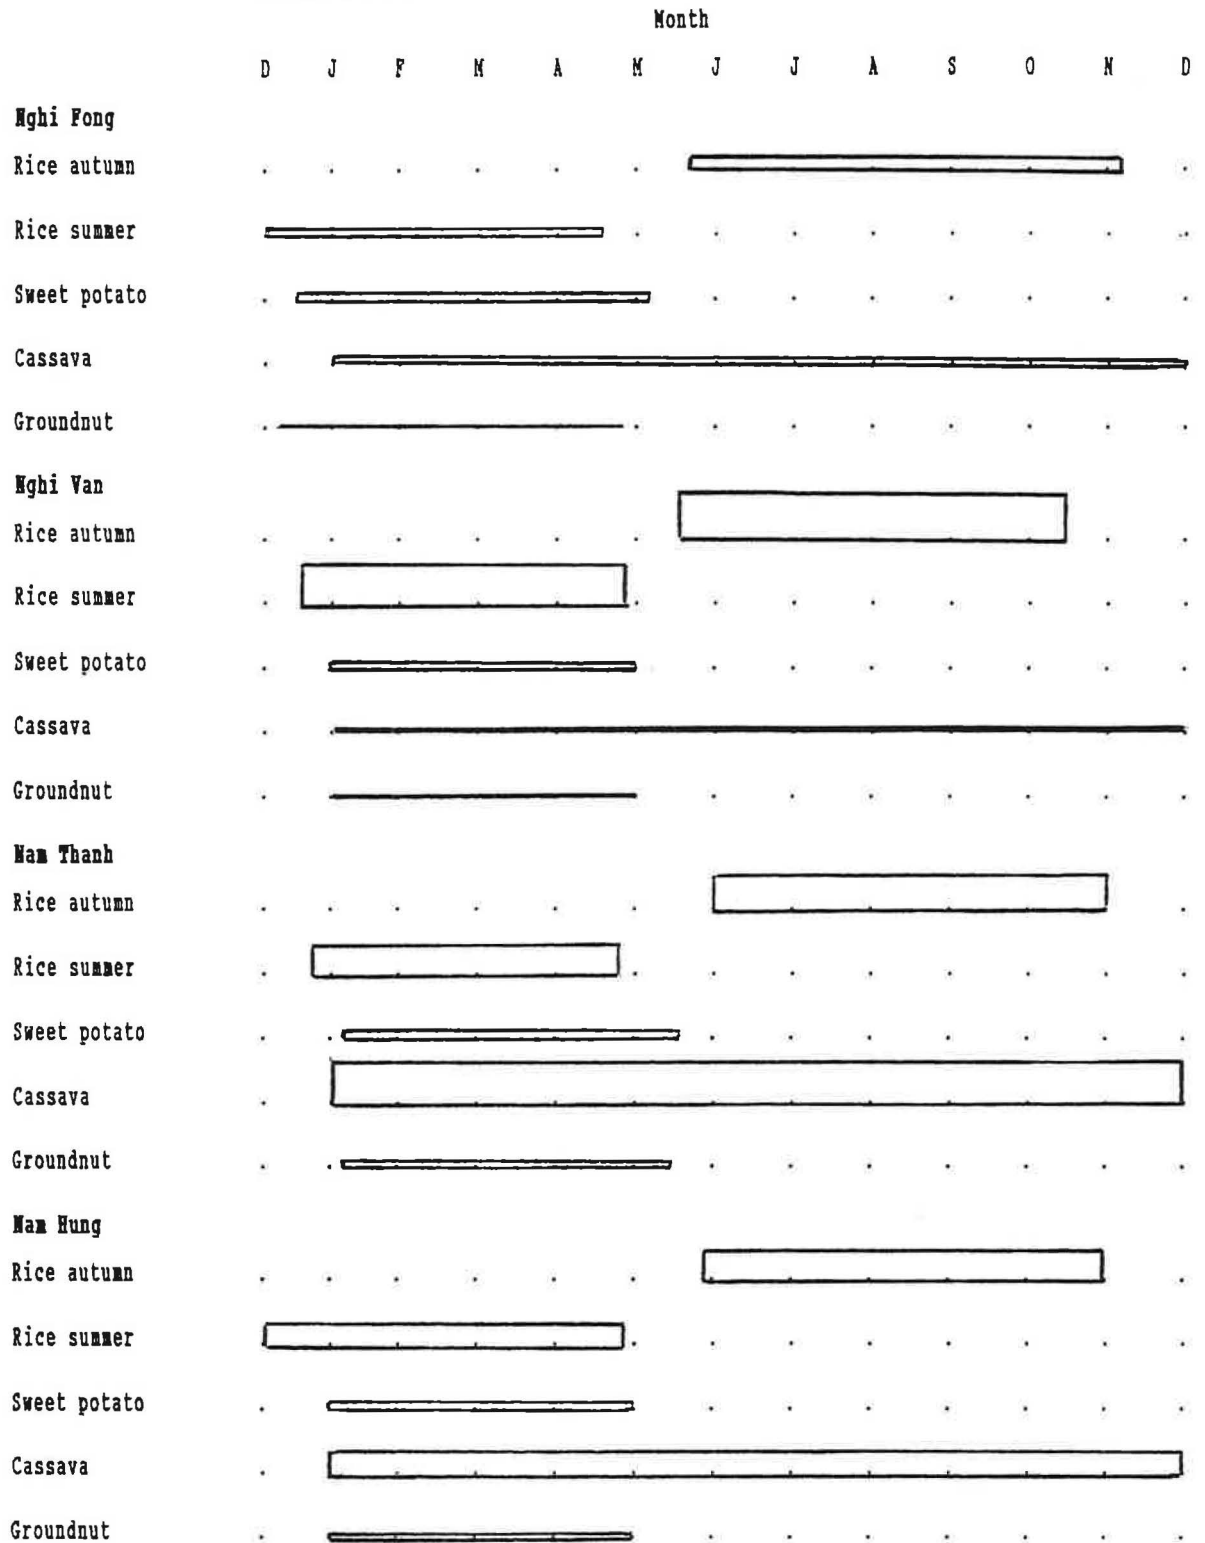 Month
D J F M A M J J A S O N D
Nghi Fong
Rice autumn
Rice summer
Sweet potato
Cassava
Groundnut
Nghi Van
Rice autumn
Rice summer
Sweet potato
Cassava
Groundnut
Nam Thanh
Rice autumn
Rice summer
Sweet potato
Cassava
Groundnut
Nam Hung
Rice autumn
Rice summer
Sweet potato
Cassava
Groundnut